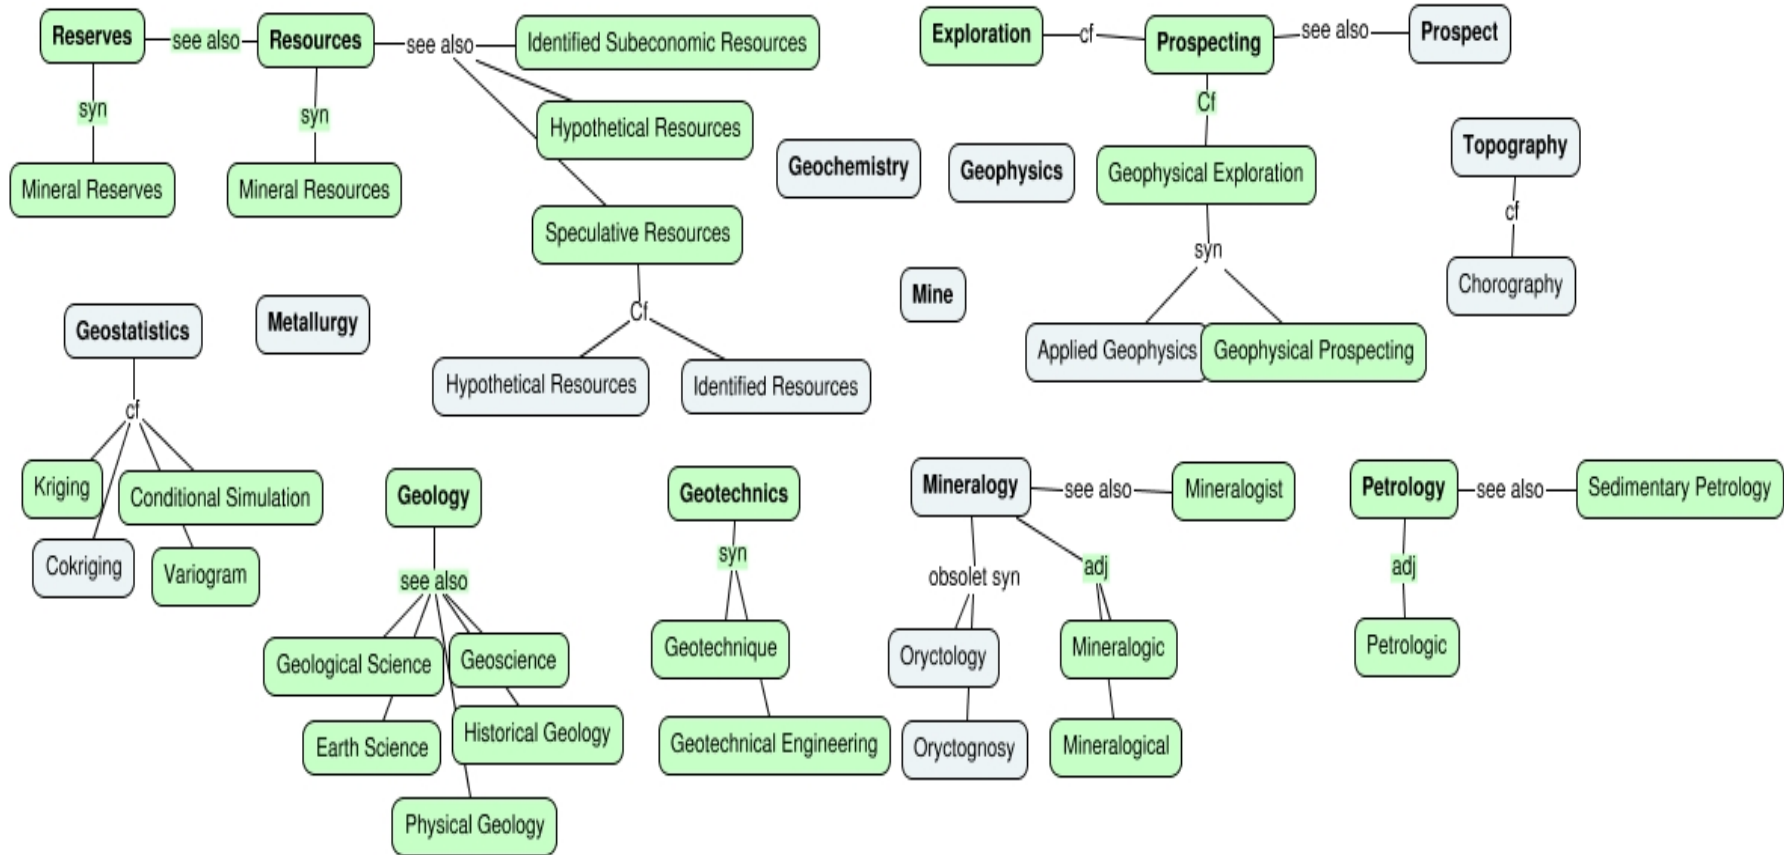 Reserves
see also
Resources
see also
Identified Subeconomic Resources
syn
Mineral Reserves
syn
Mineral Resources
Hypothetical Resources
Speculative Resources
Cf
Hypothetical Resources
Identified Resources
Exploration
cf
Prospecting
see also
Prospect
Cf
Geophysical Exploration
syn
Applied Geophysics
Geophysical Prospecting
Geochemistry
Geophysics
Mine
Topography
cf
Chorography
Geostatistics
cf
Kriging
Conditional Simulation
Cokriging
Variogram
Metallurgy
Geology
see also
Geological Science
Geoscience
Earth Science
Historical Geology
Physical Geology
Geotechnics
syn
Geotechnique
Geotechnical Engineering
Mineralogy
see also
Mineralogist
obsolet syn
adj
Oryctology
Mineralogic
Oryctognosy
Mineralogical
Petrology
see also
Sedimentary Petrology
adj
Petrologic